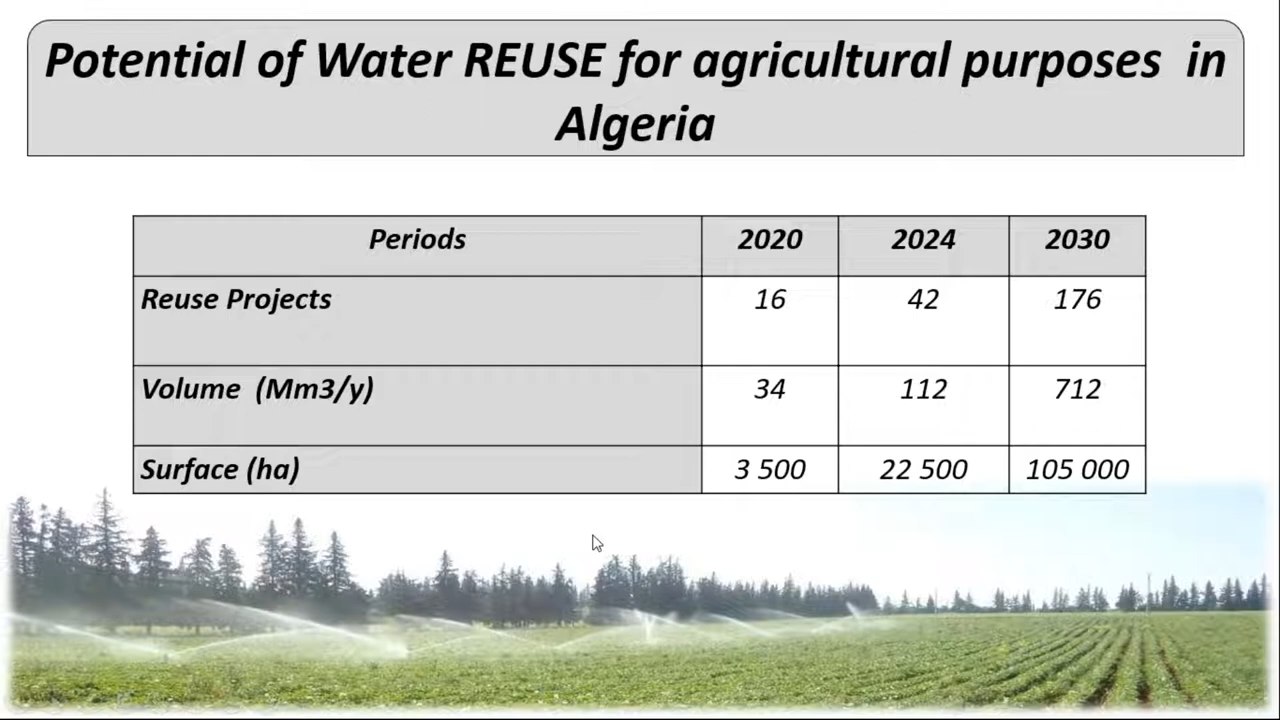 Potential of Water REUSE for agricultural purposes in
Algeria
Periods 2020 2024 2030
Reuse Projects 16 42 176
Volume (Mm3/y) 34 112 712
Surface (ha) 3 500 22 500 105 000